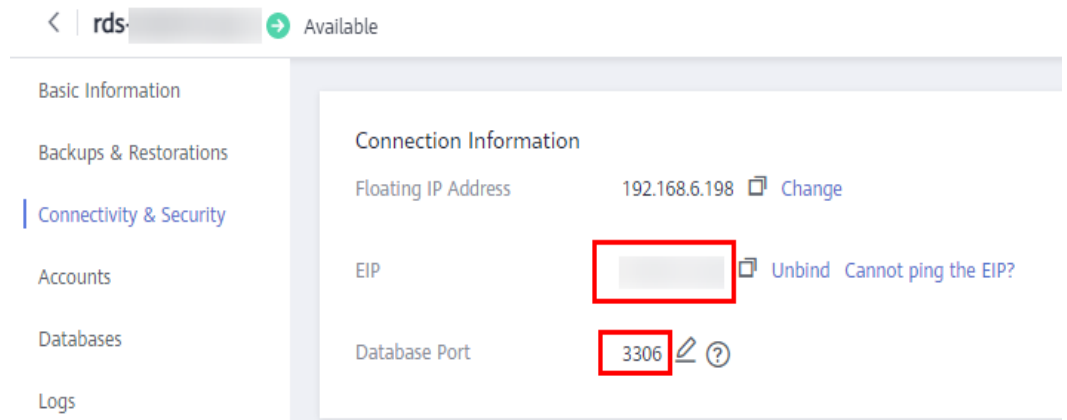 rds- Available
Basic Information
Backups & Restorations
Connectivity & Security
Accounts
Databases
Logs
Connection Information
Floating IP Address 192.168.6.198 Change
EIP Unbind Cannot ping the EIP?
Database Port 3306